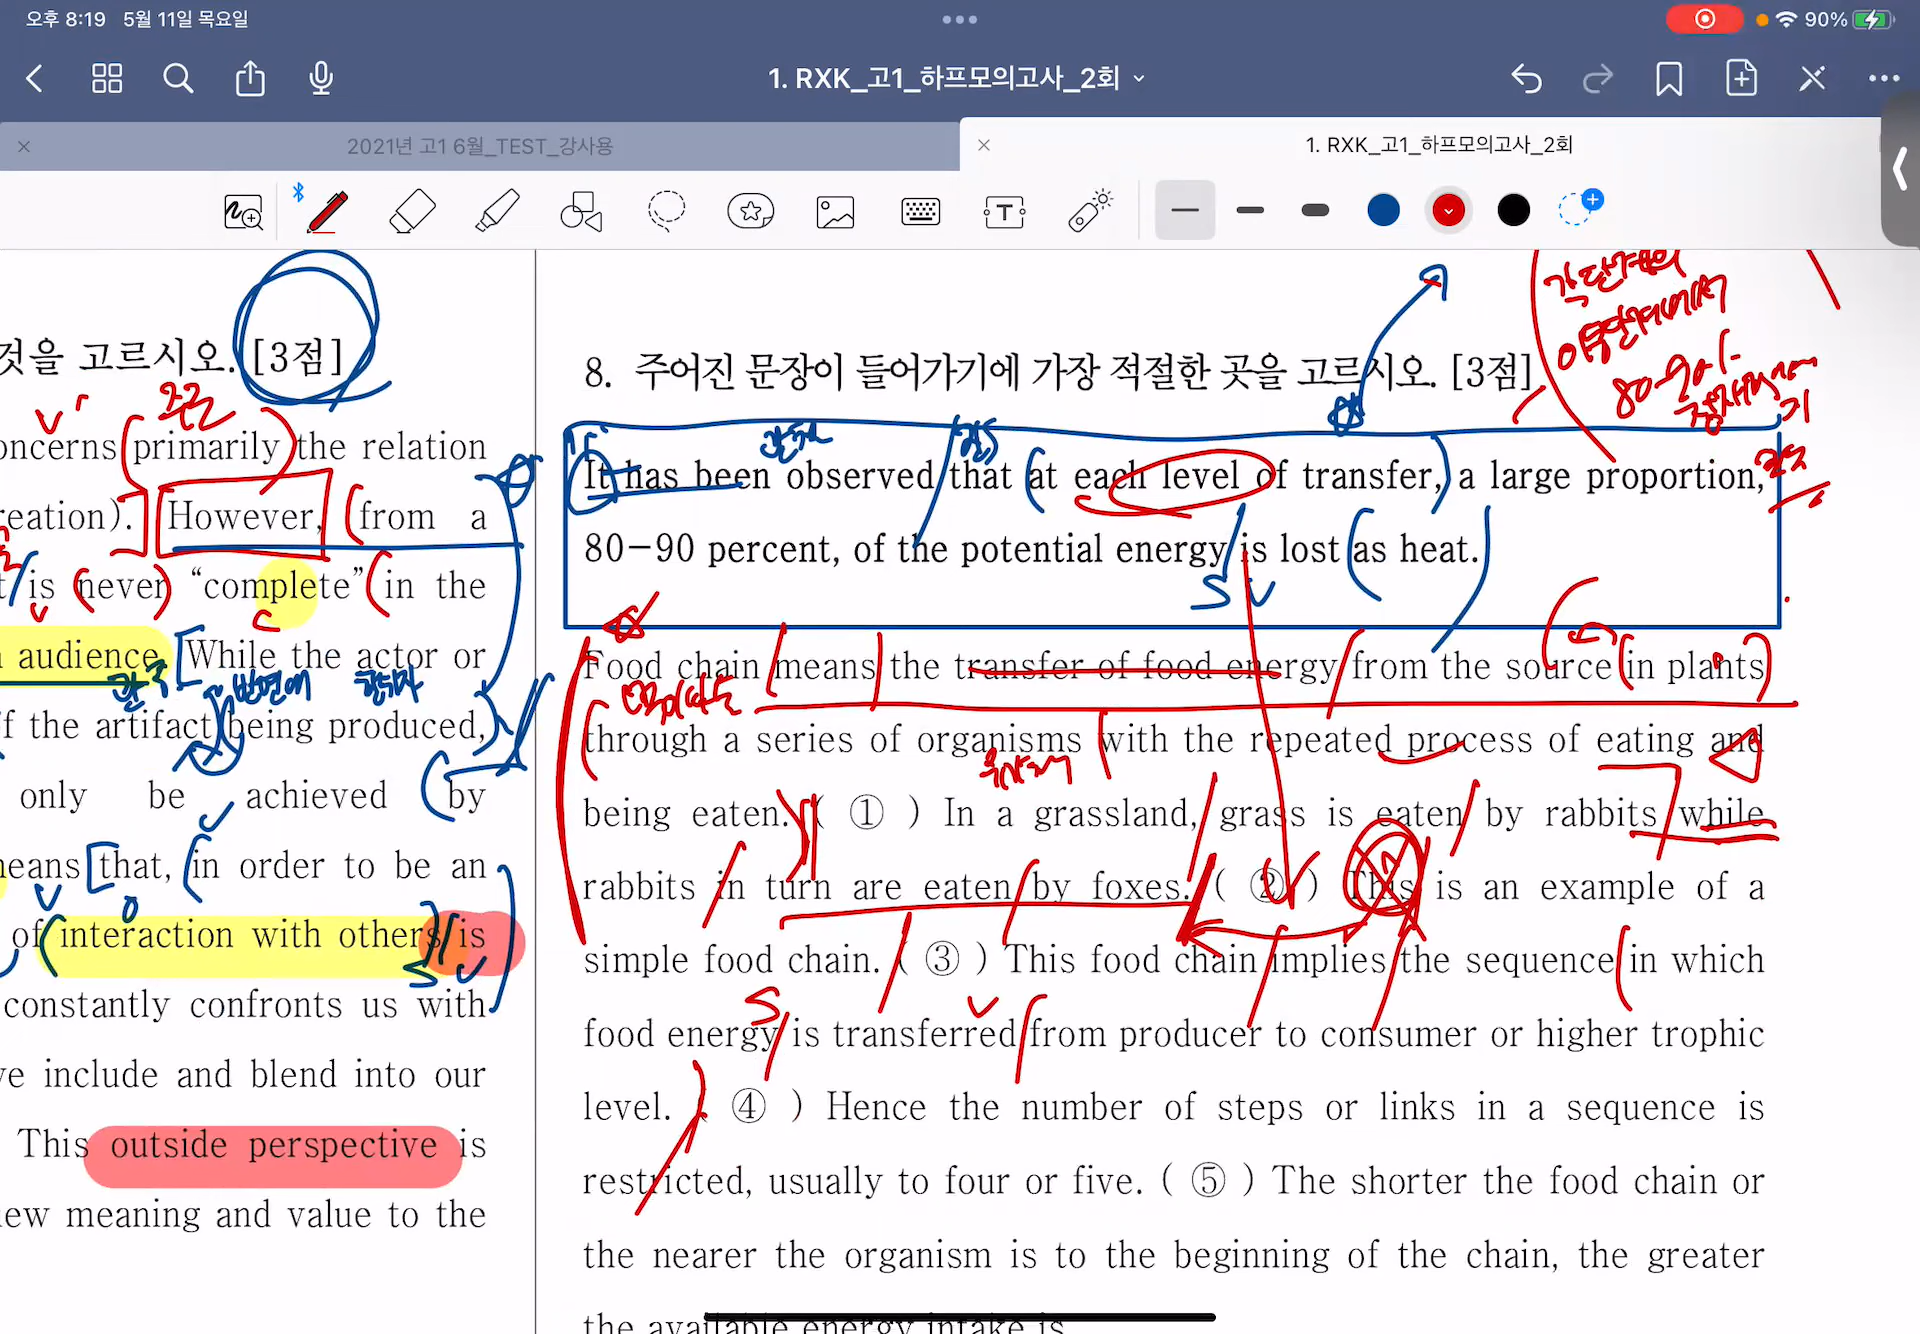 오후 8:19 5월 11일 목요일
90%
1. RXK_고1_하프모의고사_2회
2021년 고1 6월_TEST_강사용
1. RXK_고1_하프모의고사_2회
것을 고르시오. [3점]
oncerns primarily the relation
reation). However, from a
is never “complete” in the
audience. While the actor or
f the artifact being produced,
only be achieved by
eans that, in order to be an
of interaction with others is
constantly confronts us with
ve include and blend into our
This outside perspective is
ew meaning and value to the
8. 주어진 문장이 들어가기에 가장 적절한 곳을 고르시오. [3점]
It has been observed that at each level of transfer, a large proportion,
80-90 percent, of the potential energy is lost as heat.
S V
Food chain means the transfer of food energy from the source in plants
through a series of organisms with the repeated process of eating and
being eaten. ( ① ) In a grassland, grass is eaten by rabbits while
rabbits in turn are eaten by foxes. ( ② ) This is an example of a
simple food chain. ( ③ ) This food chain implies the sequence in which
S V
food energy is transferred from producer to consumer or higher trophic
level. ( ④ ) Hence the number of steps or links in a sequence is
restricted, usually to four or five. ( ⑤ ) The shorter the food chain or
the nearer the organism is to the beginning of the chain, the greater
the available energy intake is